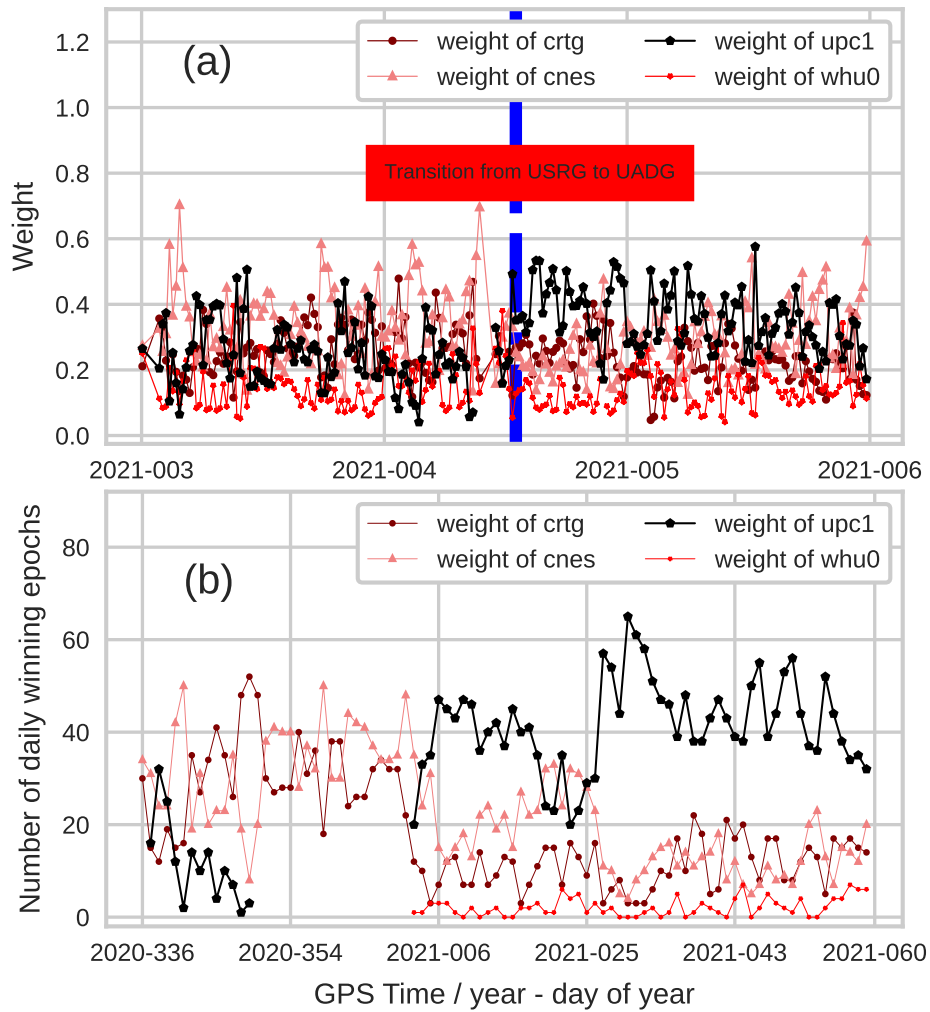 (a)
weight of crtg
weight of upc1
weight of cnes
weight of whu0
Transition from USRG to UADG
Weight
1.2
1.0
0.8
0.6
0.4
0.2
0.0
2021-003
2021-004
2021-005
2021-006
(b)
weight of crtg
weight of upc1
weight of cnes
weight of whu0
Number of daily winning epochs
80
60
40
20
0
2020-336
2020-354
2021-006
2021-025
2021-043
2021-060
GPS Time / year - day of year